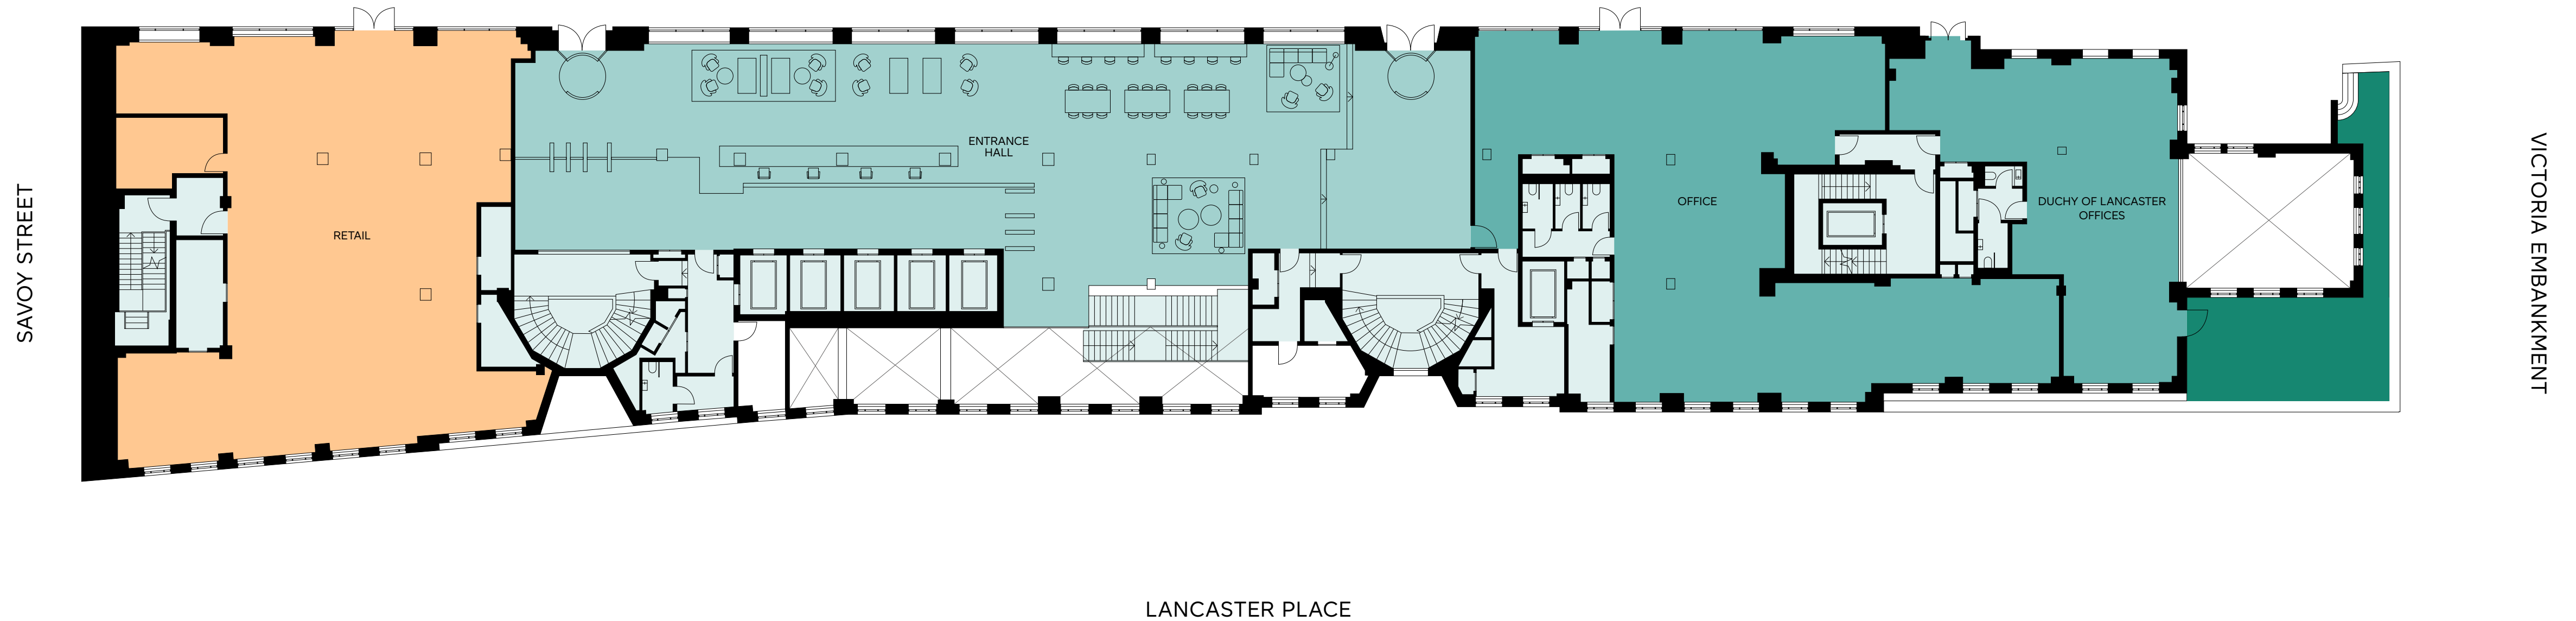 SAVOY STREET
RETAIL
ENTRANCE
HALL
OFFICE
DUCHY OF LANCASTER
OFFICES
VICTORIA EMBANKMENT
LANCASTER PLACE